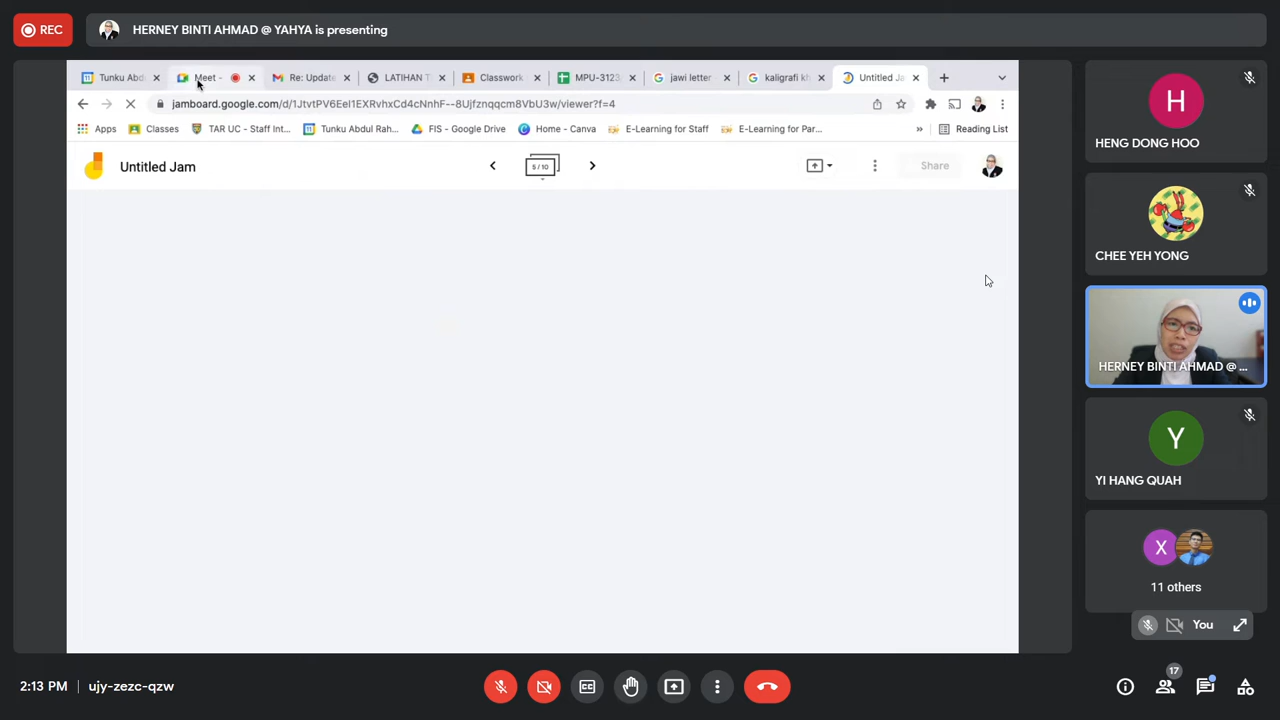 REC
HERNEY BINTI AHMAD @ YAHYA is presenting
Tunku Abd
Meet -
Re: Update
LATIHAN T
Classwork
MPU-3123
jawi letter
kaligrafi kh
Untitled Ja
jamboard.google.com/d/1JtvtPV6Eel1EXRvhxCd4cNnhF--8Ujfznqqcm8VbU3w/viewer?f=4
Apps
Classes
TAR UC - Staff Int...
Tunku Abdul Rah...
FIS - Google Drive
Home - Canva
E-Learning for Staff
E-Learning for Par...
»
Reading List
Untitled Jam
5 / 10
Share
H
HENG DONG HOO
CHEE YEH YONG
HERNEY BINTI AHMAD @ ...
Y
YI HANG QUAH
X
11 others
You
2:13 PM
ujy-zezc-qzw
17